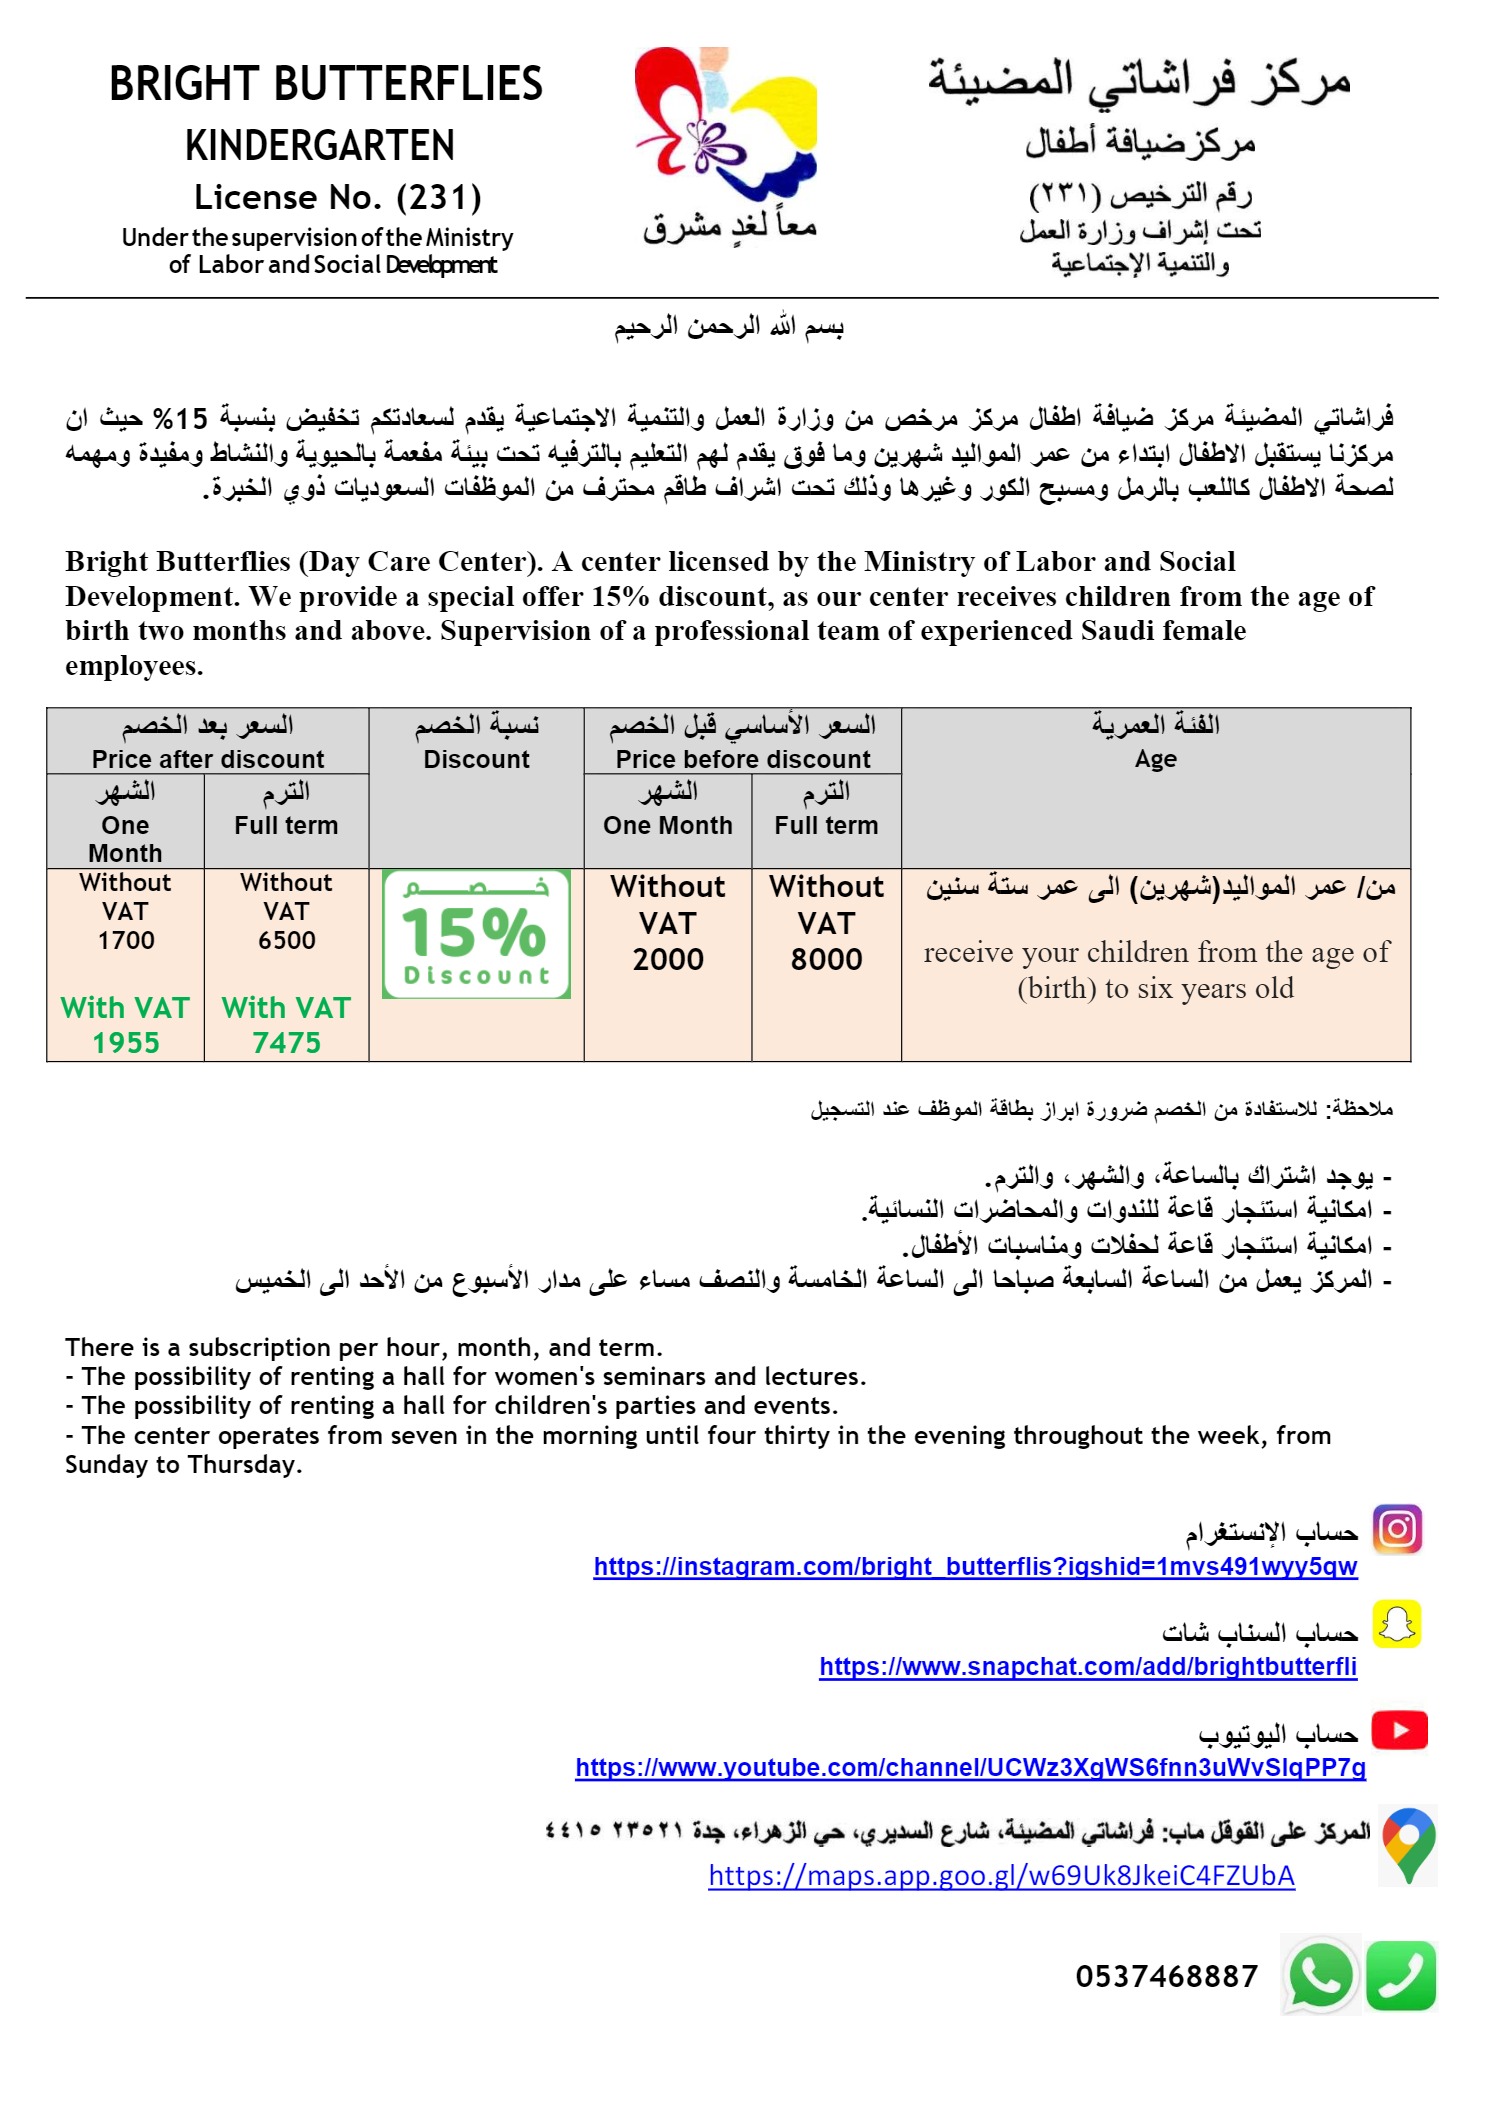 BRIGHT BUTTERFLIES
KINDERGARTEN
License No. (231)
Under the supervision of the Ministry
of Labor and Social Development
معاً لغدٍ مشرق
مركز فراشاتي المضيئة
مركز ضيافة أطفال
رقم الترخيص (٢٣١)
تحت إشراف وزارة العمل
والتنمية الإجتماعية
بسم الله الرحمن الرحيم
فراشاتي المضيئة مركز ضيافة اطفال مركز مرخص من وزارة العمل والتنمية الاجتماعية يقدم لسعادتكم تخفيض بنسبة 15% حيث ان
مركزنا يستقبل الاطفال ابتداء من عمر المواليد شهرين وما فوق يقدم لهم التعليم بالترفيه تحت بيئة مفعمة بالحيوية والنشاط ومفيدة ومهمه
لصحة الاطفال كاللعب بالرمل ومسبح الكور وغيرها وذلك تحت اشراف طاقم محترف من الموظفات السعوديات ذوي الخبرة.
Bright Butterflies (Day Care Center). A center licensed by the Ministry of Labor and Social
Development. We provide a special offer 15% discount, as our center receives children from the age of
birth two months and above. Supervision of a professional team of experienced Saudi female
employees.
السعر بعد الخصم
Price after discount
نسبة الخصم
Discount
السعر الأساسي قبل الخصم
Price before discount
الفئة العمرية
Age
الشهر
One
Month
الترم
Full term
الشهر
One Month
الترم
Full term
Without
VAT
1700
With VAT
1955
Without
VAT
6500
With VAT
7475
خصم
15%
Discount
Without
VAT
2000
Without
VAT
8000
من/ عمر المواليد(شهرين) الى عمر ستة سنين
receive your children from the age of
(birth) to six years old
ملاحظة: للاستفادة من الخصم ضرورة ابراز بطاقة الموظف عند التسجيل
- يوجد اشتراك بالساعة، والشهر، والترم.
- امكانية استئجار قاعة للندوات والمحاضرات النسائية.
- امكانية استئجار قاعة لحفلات ومناسبات الأطفال.
- المركز يعمل من الساعة السابعة صباحا الى الساعة الخامسة والنصف مساء على مدار الأسبوع من الأحد الى الخميس
There is a subscription per hour, month, and term.
- The possibility of renting a hall for women's seminars and lectures.
- The possibility of renting a hall for children's parties and events.
- The center operates from seven in the morning until four thirty in the evening throughout the week, from
Sunday to Thursday.
حساب الإنستغرام
https://instagram.com/bright_butterflis?igshid=1mvs491wyy5qw
حساب السناب شات
https://www.snapchat.com/add/brightbutterfli
حساب اليوتيوب
https://www.youtube.com/channel/UCWz3XgWS6fnn3uWvSlqPP7g
المركز على القوقل ماب: فراشاتي المضيئة، شارع السديري، حي الزهراء، جدة ٢٣٥٢١ ٤٤١٥
https://maps.app.goo.gl/w69Uk8JkeiC4FZUbA
0537468887